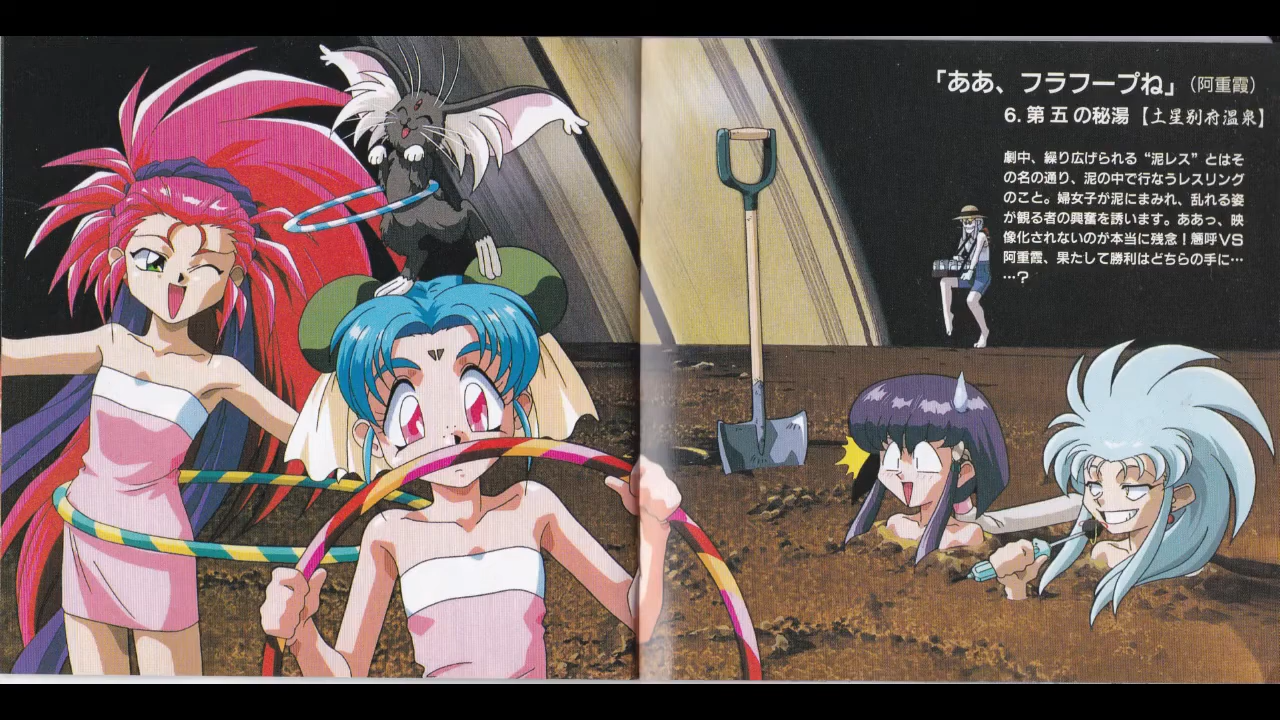 「ああ、フラフープね」（阿重霞）
6. 第五の秘湯【土星別府温泉】
劇中、繰り広げられる“泥レス”とはそ
の名の通り、泥の中で行なうレスリング
のこと。婦女子が泥にまみれ、乱れる姿
が観る者の興奮を誘います。ああっ、映
像化されないのが本当に残念！魎呼VS
阿重霞、果たして勝利はどちらの手に…
…？